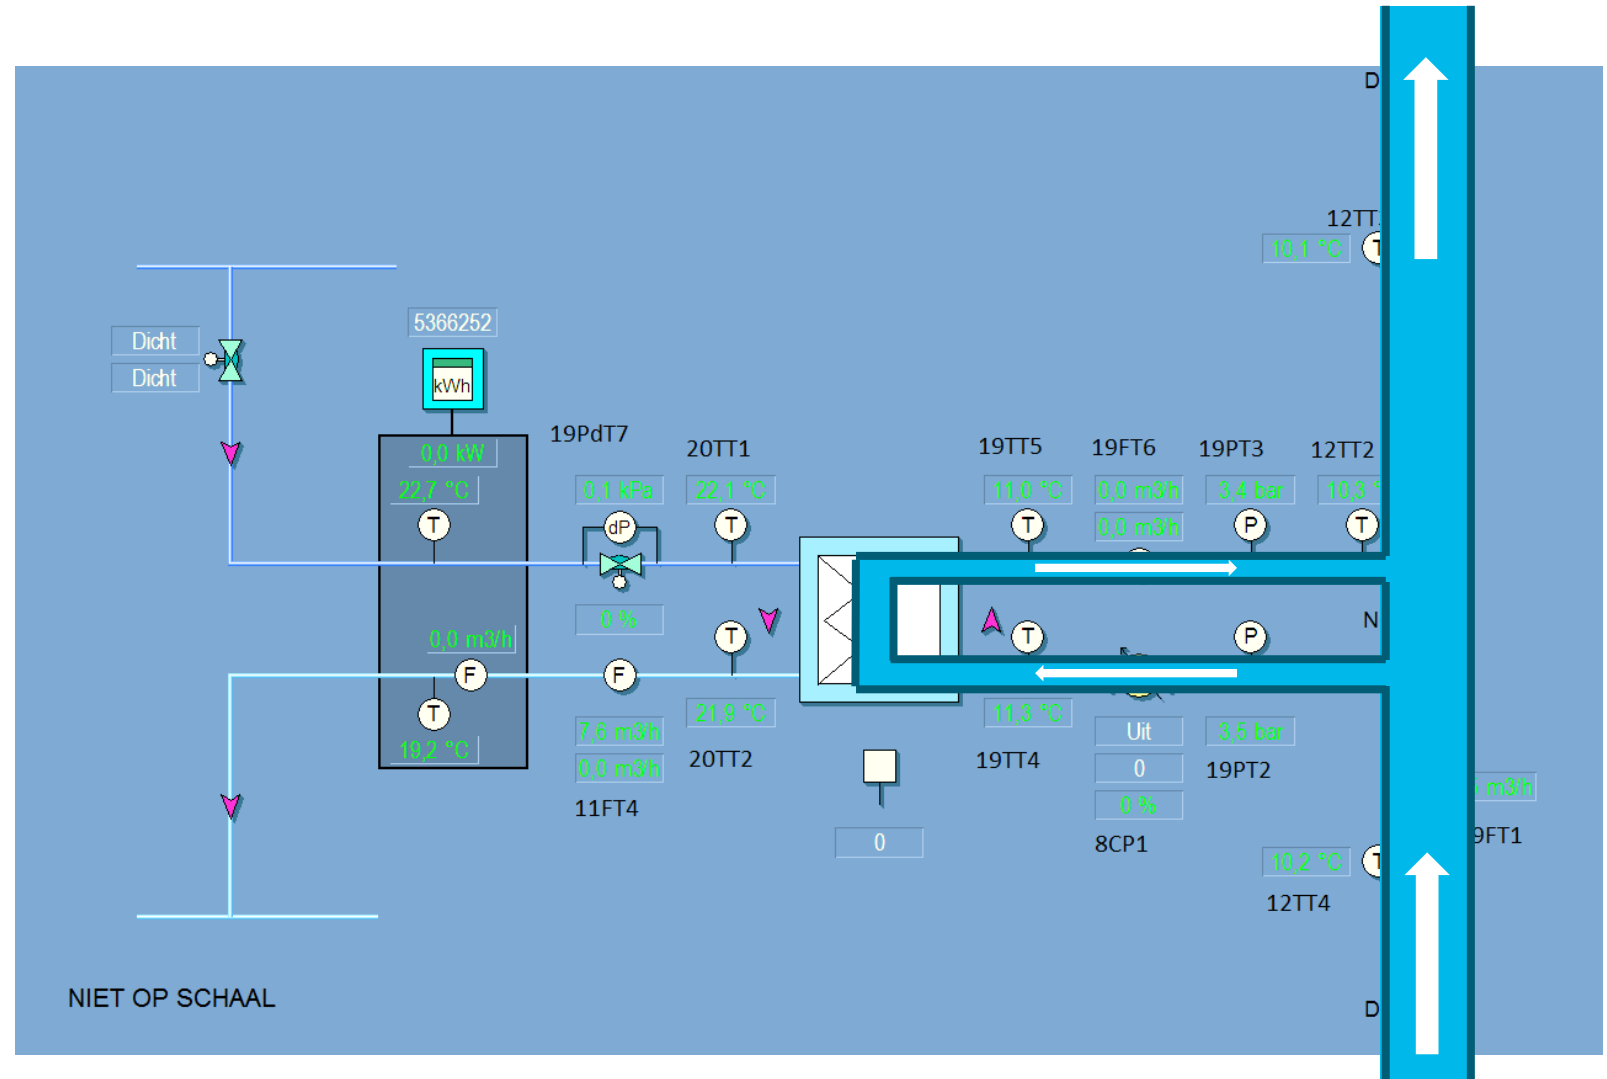 D
12TT
10,1 °C
T
5366252
Dicht
Dicht
kWh
19PdT7
20TT1
19TT5
19FT6
19PT3
12TT2
0,0 kW
22,7 °C
0,1 kPa
22,1 °C
11,0 °C
0,0 m3/h
3,4 bar
10,3 °
T
dP
T
T
0,0 m3/h
P
T
0 %
N
0,0 m3/h
T
T
P
F
F
T
19,2 °C
21,9 °C
11,3 °C
7,6 m3/h
Uit
3,5 bar
20TT2
19TT4
0,0 m3/h
0
19PT2
m3/h
11FT4
0 %
9FT1
0
8CP1
10,2 °C
T
12TT4
NIET OP SCHAAL
D